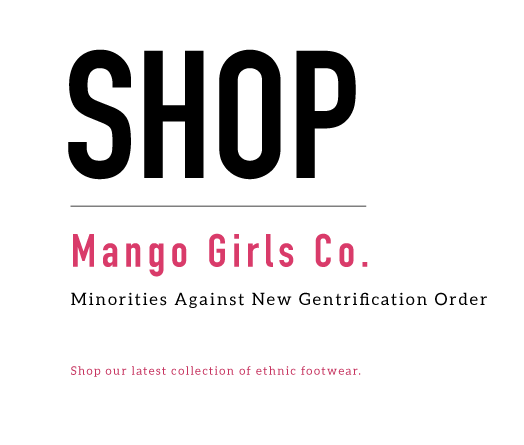 SHOP
Mango Girls Co.
Minorities Against New Gentrification Order
Shop our latest collection of ethnic footwear.